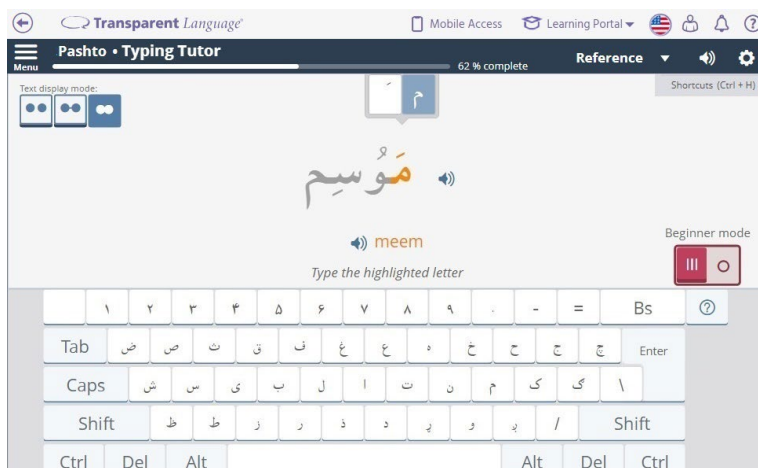 Transparent Language®
Mobile Access
Learning Portal
Menu
Pashto • Typing Tutor
62 % complete
Reference
Text display mode:
Shortcuts (Ctrl + H)
م
مَوُسِم
meem
Type the highlighted letter
Beginner mode
۱ ۲ ۳ ۴ ۵ ۶ ۷ ۸ ۹ . - = Bs
Tab ض ص ث ق ف غ ع ه خ ح ج چ Enter
Caps ش س ی ب ل ا ت ن م ک ګ \
Shift ظ ط ز ر ذ د ړ و ږ / Shift
Ctrl Del Alt Alt Del Ctrl